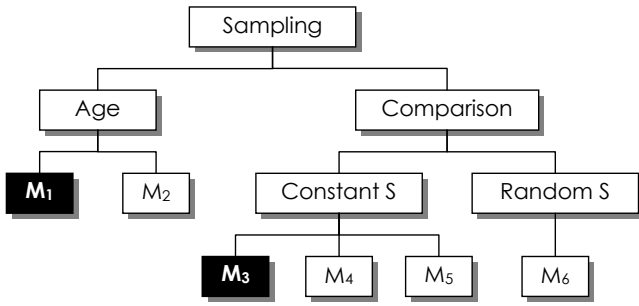 Sampling
Age
Comparison
M₁
M₂
Constant S
Random S
M₃
M₄
M₅
M₆